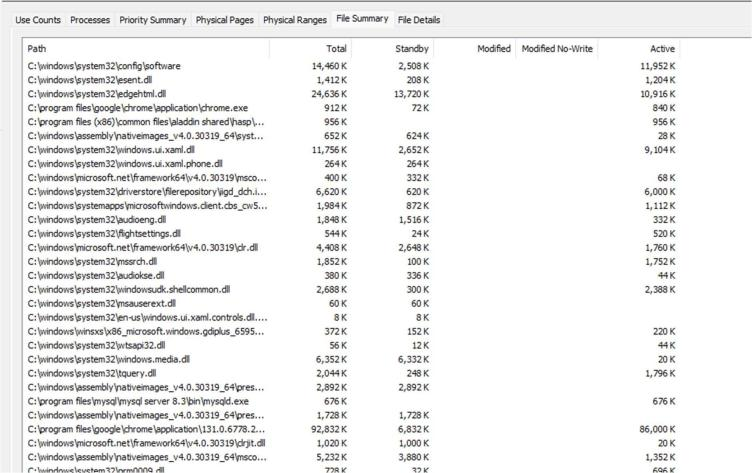 Use Counts Processes Priority Summary Physical Pages Physical Ranges File Summary File Details
Path Total Standby Modified Modified No-Write Active
C:\windows\system32\config\software 14,460 K 2,508 K 11,952 K
C:\windows\system32\esent.dll 1,412 K 208 K 1,204 K
C:\windows\system32\edgehtml.dll 24,636 K 13,720 K 10,916 K
C:\program files\google\chrome\application\chrome.exe 912 K 72 K 840 K
C:\program files (x86)\common files\aladdin shared\hasp\... 956 K 956 K
C:\windows\assembly\nativeimages_v4.0.30319_64\syst... 652 K 624 K 28 K
C:\windows\system32\windows.ui.xaml.dll 11,756 K 2,652 K 9,104 K
C:\windows\system32\windows.ui.xaml.phone.dll 264 K 264 K
C:\windows\microsoft.net\framework64\v4.0.30319\msco... 400 K 332 K 68 K
C:\windows\system32\driverstore\filerepository\iigd_dch.i... 6,620 K 620 K 6,000 K
C:\windows\systemapps\microsoftwindows.client.cbs_cw5... 1,984 K 872 K 1,112 K
C:\windows\system32\audioeng.dll 1,848 K 1,516 K 332 K
C:\windows\system32\flightsettings.dll 544 K 24 K 520 K
C:\windows\microsoft.net\framework64\v4.0.30319\clr.dll 4,408 K 2,648 K 1,760 K
C:\windows\system32\mssrch.dll 1,852 K 100 K 1,752 K
C:\windows\system32\audiokse.dll 380 K 336 K 44 K
C:\windows\system32\windowsudk.shellcommon.dll 2,688 K 300 K 2,388 K
C:\windows\system32\msauserext.dll 60 K 60 K
C:\windows\system32\en-us\windows.ui.xaml.controls.dll.... 8 K 8 K
C:\windows\winsxs\x86_microsoft.windows.gdiplus_6595... 372 K 152 K 220 K
C:\windows\system32\wtsapi32.dll 56 K 12 K 44 K
C:\windows\system32\windows.media.dll 6,352 K 6,332 K 20 K
C:\windows\system32\tquery.dll 2,044 K 248 K 1,796 K
C:\windows\assembly\nativeimages_v4.0.30319_64\pres... 2,892 K 2,892 K
C:\program files\mysql\mysql server 8.3\bin\mysqld.exe 676 K 676 K
C:\windows\assembly\nativeimages_v4.0.30319_64\pres... 1,728 K 1,728 K
C:\program files\google\chrome\application\131.0.6778.2... 92,832 K 6,832 K 86,000 K
C:\windows\microsoft.net\framework64\v4.0.30319\clrjit.dll 1,020 K 1,000 K 20 K
C:\windows\assembly\nativeimages_v4.0.30319_64\msco... 5,232 K 3,880 K 1,352 K
C:\windows\system32\prm0009.dll 728 K 32 K 696 K